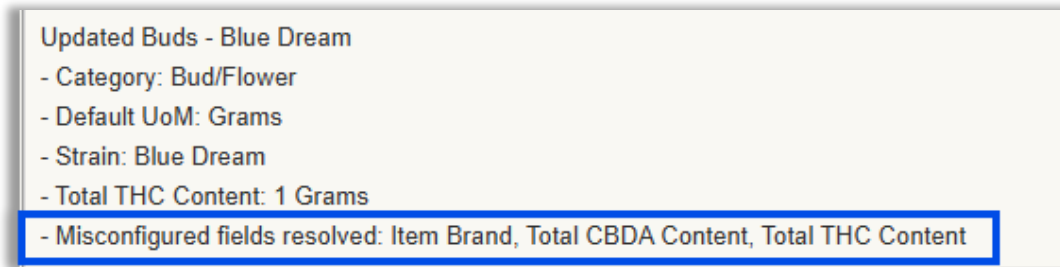 Updated Buds - Blue Dream
- Category: Bud/Flower
- Default UoM: Grams
- Strain: Blue Dream
- Total THC Content: 1 Grams
- Misconfigured fields resolved: Item Brand, Total CBDA Content, Total THC Content